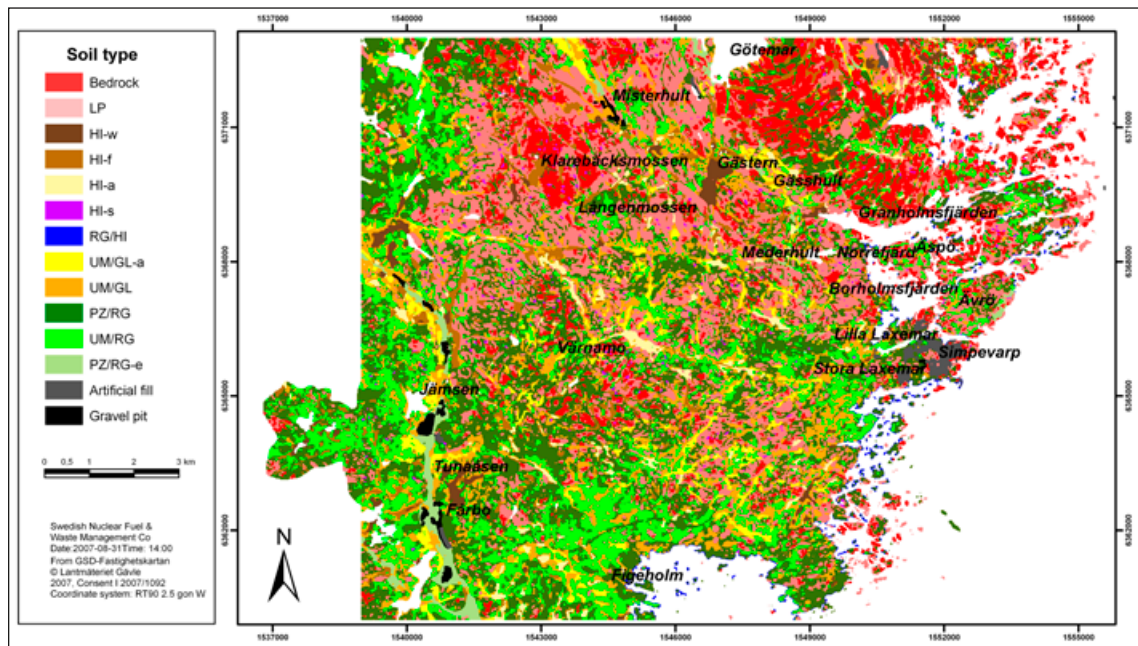 1537000 1540000 1543000 1546000 1549000 1552000 1555000
Soil type
Bedrock
LP
HI-w
HI-f
HI-a
HI-s
RG/HI
UM/GL-a
UM/GL
PZ/RG
UM/RG
PZ/RG-e
Artificial fill
Gravel pit
0 0,5 1 2 3 km
Swedish Nuclear Fuel &
Waste Management Co
Date:2007-08-31Time: 14:00
From GSD-Fastighetskartan
© Lantmäteriet Gävle
2007, Consent I 2007/1092
Coordinate system: RT90 2.5 gon W
6371000
6368000
6365000
6362000
Götemar
Misterhult
Klarebäcksmossen
Gästern
Gässhult
Långenmossen
Granholmsfjärden
Mederhult
Norrefjärd
Äspö
Borholmsfjärden
Ävrö
Lilla Laxemar
Värnamo
Simpevarp
Stora Laxemar
Jämsen
Tunaåsen
Fårbo
Figeholm
N
6371000
6368000
6365000
6362000
1537000 1540000 1543000 1546000 1549000 1552000 1555000